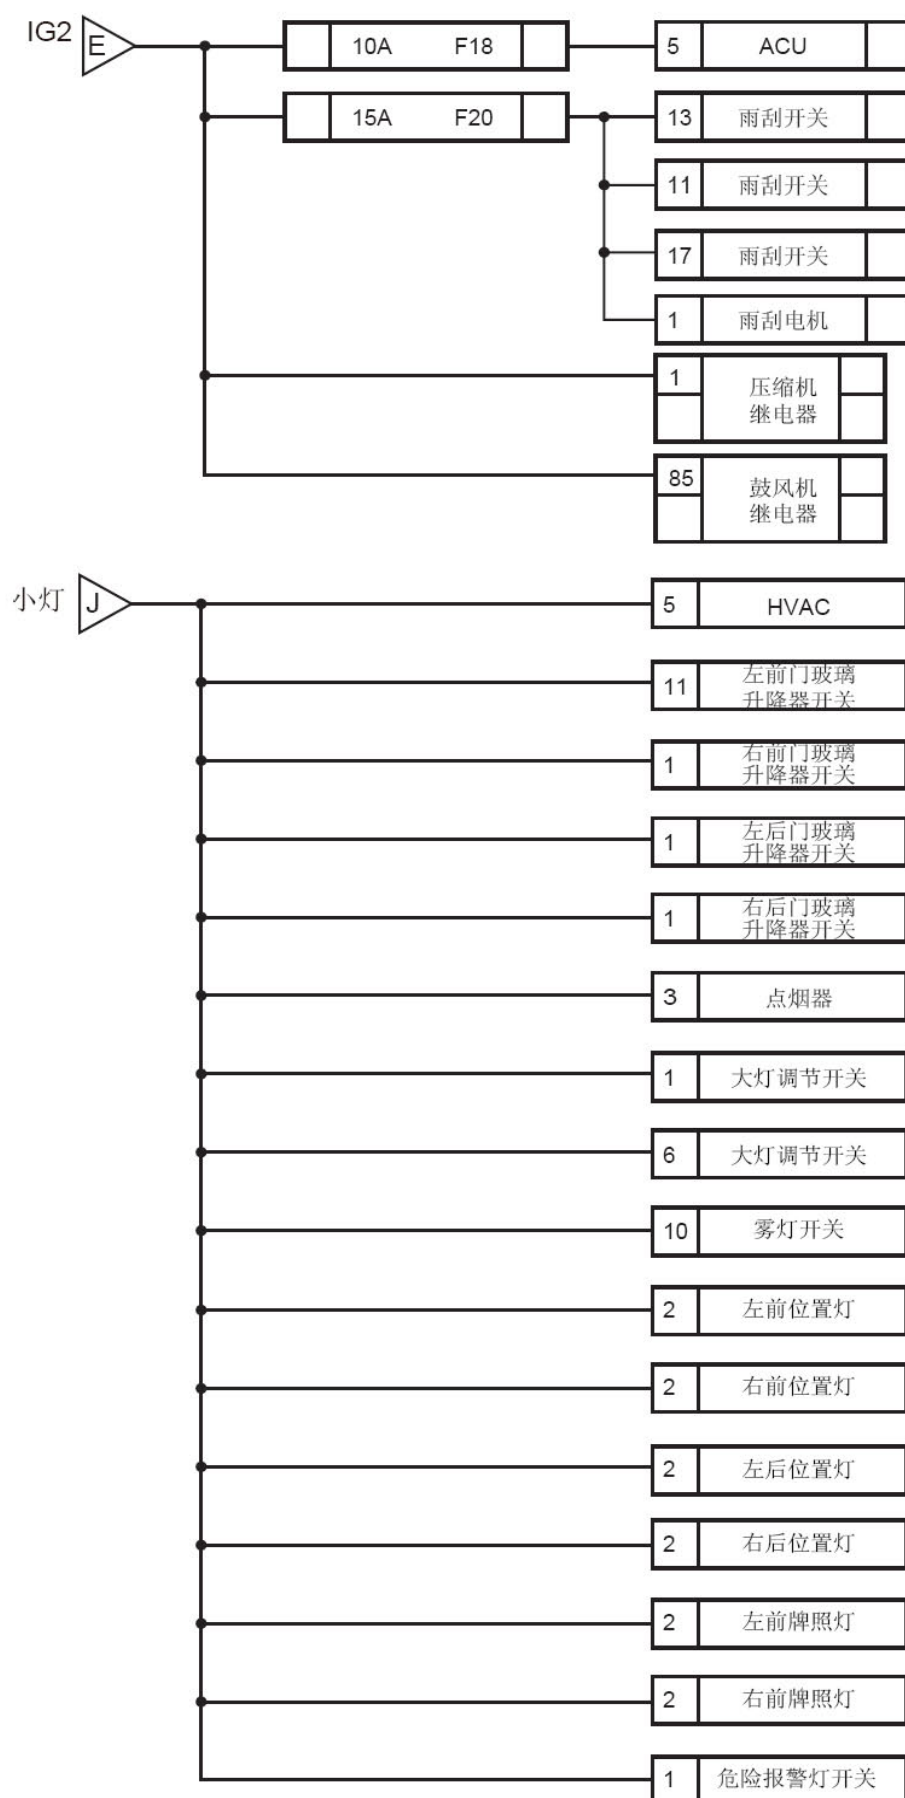 IG2 E 10A F18 5 ACU
15A F20 13 雨刮开关
11 雨刮开关
17 雨刮开关
1 雨刮电机
1 压缩机
继电器
85 鼓风机
继电器
小灯 J 5 HVAC
11 左前门玻璃
升降器开关
1 右前门玻璃
升降器开关
1 左后门玻璃
升降器开关
1 右后门玻璃
升降器开关
3 点烟器
1 大灯调节开关
6 大灯调节开关
10 雾灯开关
2 左前位置灯
2 右前位置灯
2 左后位置灯
2 右后位置灯
2 左前牌照灯
2 右前牌照灯
1 危险报警灯开关